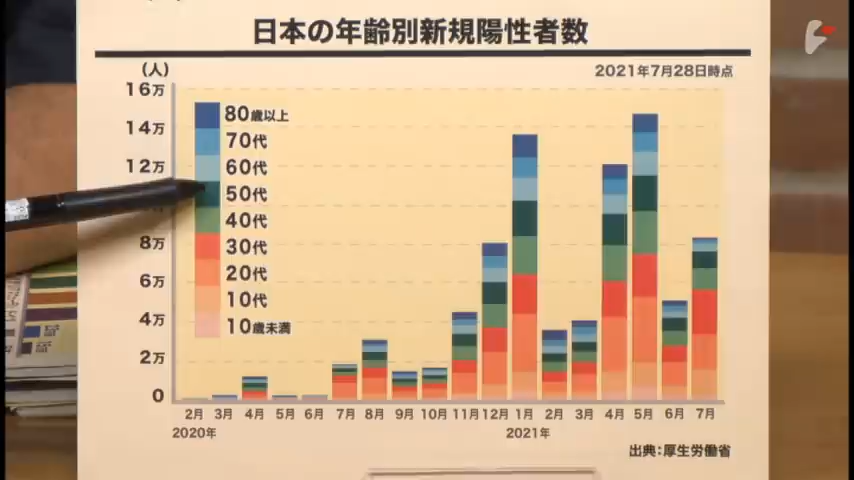 日本の年齢別新規陽性者数
(人)
2021年7月28日時点
16万
14万
12万
8万
6万
4万
2万
0
80歳以上
70代
60代
50代
40代
30代
20代
10代
10歳未満
2月 3月 4月 5月 6月 7月 8月 9月 10月 11月 12月 1月 2月 3月 4月 5月 6月 7月
2020年 2021年
出典：厚生労働省